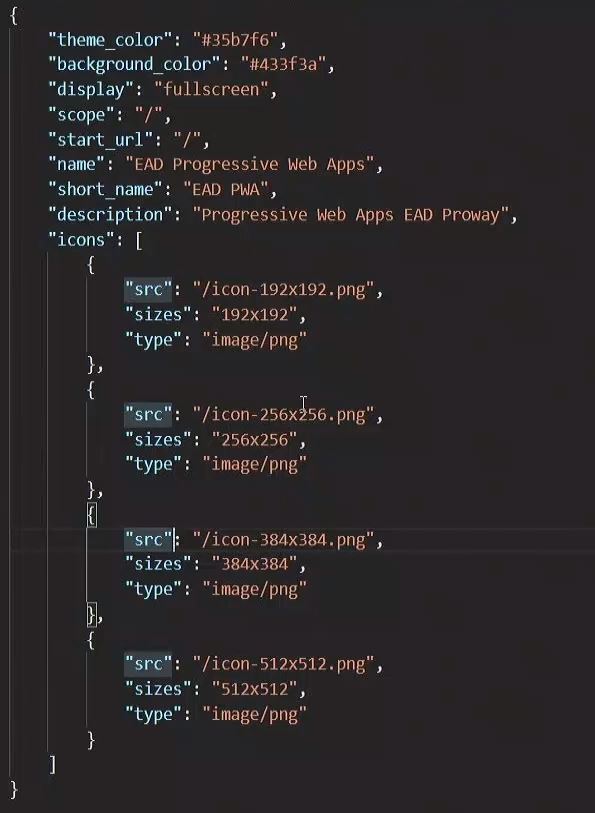 {
"theme_color": "#35b7f6",
"background_color": "#433f3a",
"display": "fullscreen",
"scope": "/",
"start_url": "/",
"name": "EAD Progressive Web Apps",
"short_name": "EAD PWA",
"description": "Progressive Web Apps EAD Proway",
"icons": [
{
"src": "/icon-192x192.png",
"sizes": "192x192",
"type": "image/png"
},
{
"src": "/icon-256x256.png",
"sizes": "256x256",
"type": "image/png"
},
{
"src": "/icon-384x384.png",
"sizes": "384x384",
"type": "image/png"
},
{
"src": "/icon-512x512.png",
"sizes": "512x512",
"type": "image/png"
}
]
}